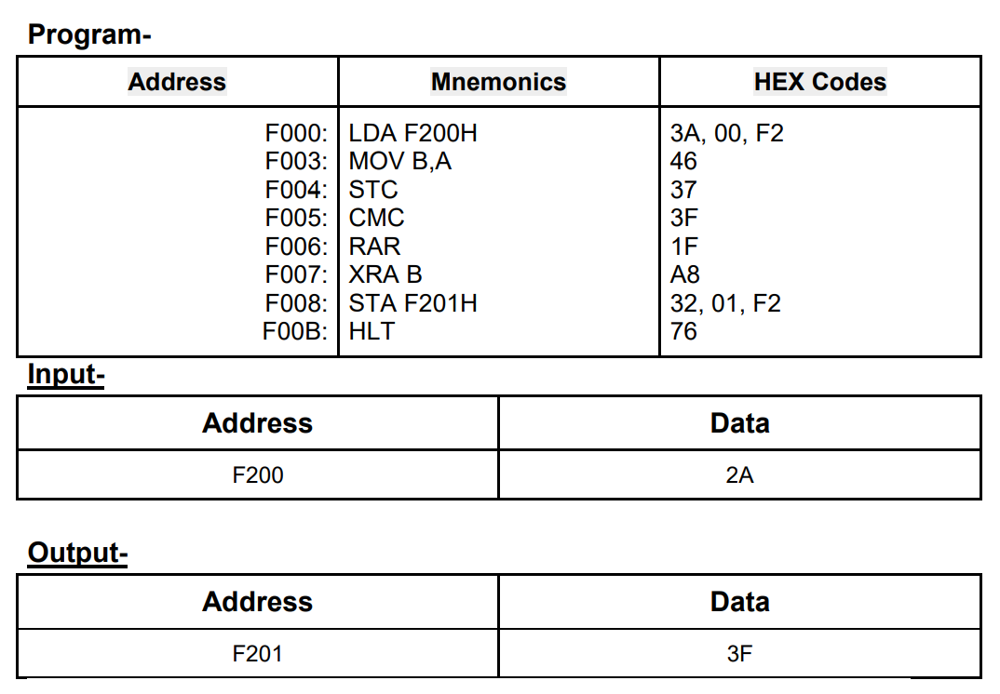 Program-
Address Mnemonics HEX Codes
F000: LDA F200H 3A, 00, F2
F003: MOV B,A 46
F004: STC 37
F005: CMC 3F
F006: RAR 1F
F007: XRA B A8
F008: STA F201H 32, 01, F2
F00B: HLT 76
Input-
Address Data
F200 2A
Output-
Address Data
F201 3F